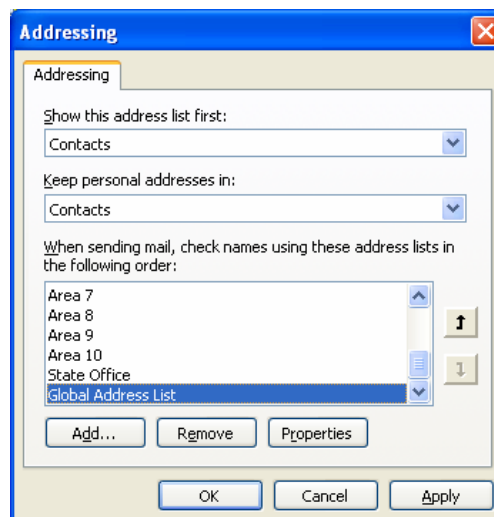 Addressing
Addressing
Show this address list first:
Contacts
Keep personal addresses in:
Contacts
When sending mail, check names using these address lists in
the following order:
Area 7
Area 8
Area 9
Area 10
State Office
Global Address List
Add...
Remove
Properties
OK
Cancel
Apply